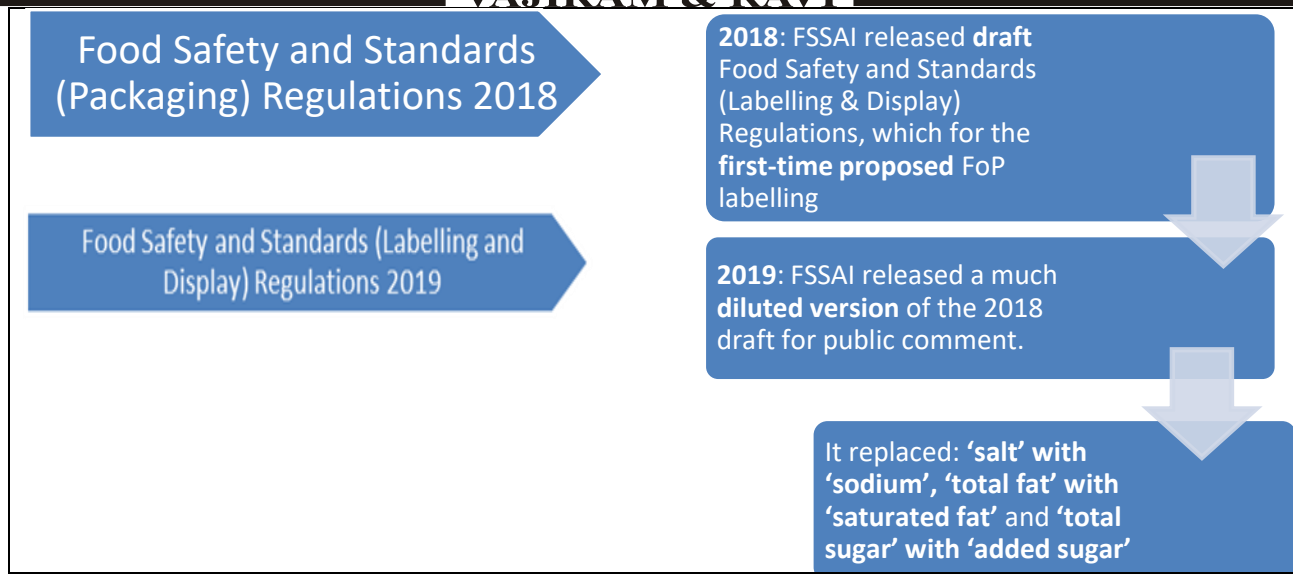 VAJIRAM & RAVI
Food Safety and Standards
(Packaging) Regulations 2018
Food Safety and Standards (Labelling and
Display) Regulations 2019
2018: FSSAI released draft
Food Safety and Standards
(Labelling & Display)
Regulations, which for the
first-time proposed FoP
labelling
2019: FSSAI released a much
diluted version of the 2018
draft for public comment.
It replaced: ‘salt’ with
‘sodium’, ‘total fat’ with
‘saturated fat’ and ‘total
sugar’ with ‘added sugar’